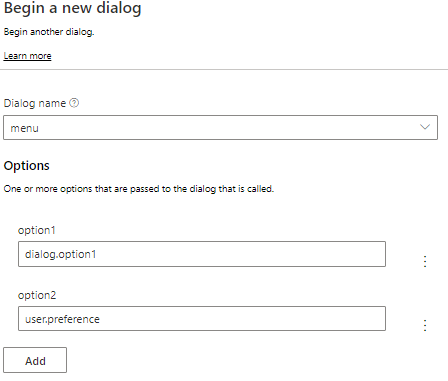 Begin a new dialog
Begin another dialog.
Learn more
Dialog name
menu
Options
One or more options that are passed to the dialog that is called.
option1
dialog.option1
option2
user.preference
Add